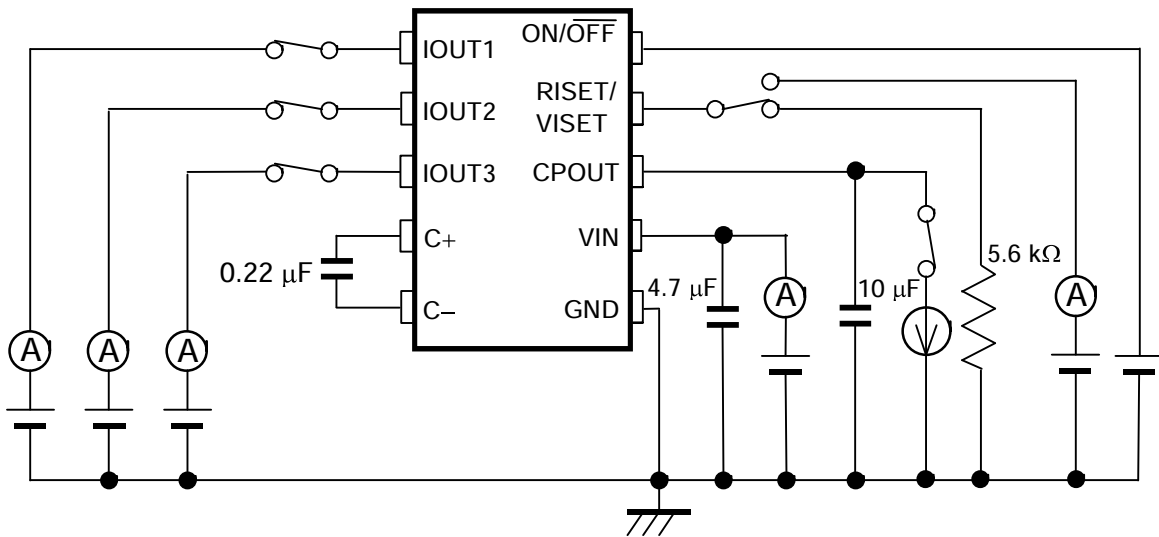 IOUT1
IOUT2
IOUT3
C+
C−
ON/OFF
RISET/
VISET
CPOUT
VIN
GND
0.22 μF
4.7 μF
10 μF
5.6 kΩ
A
A
A
A
A